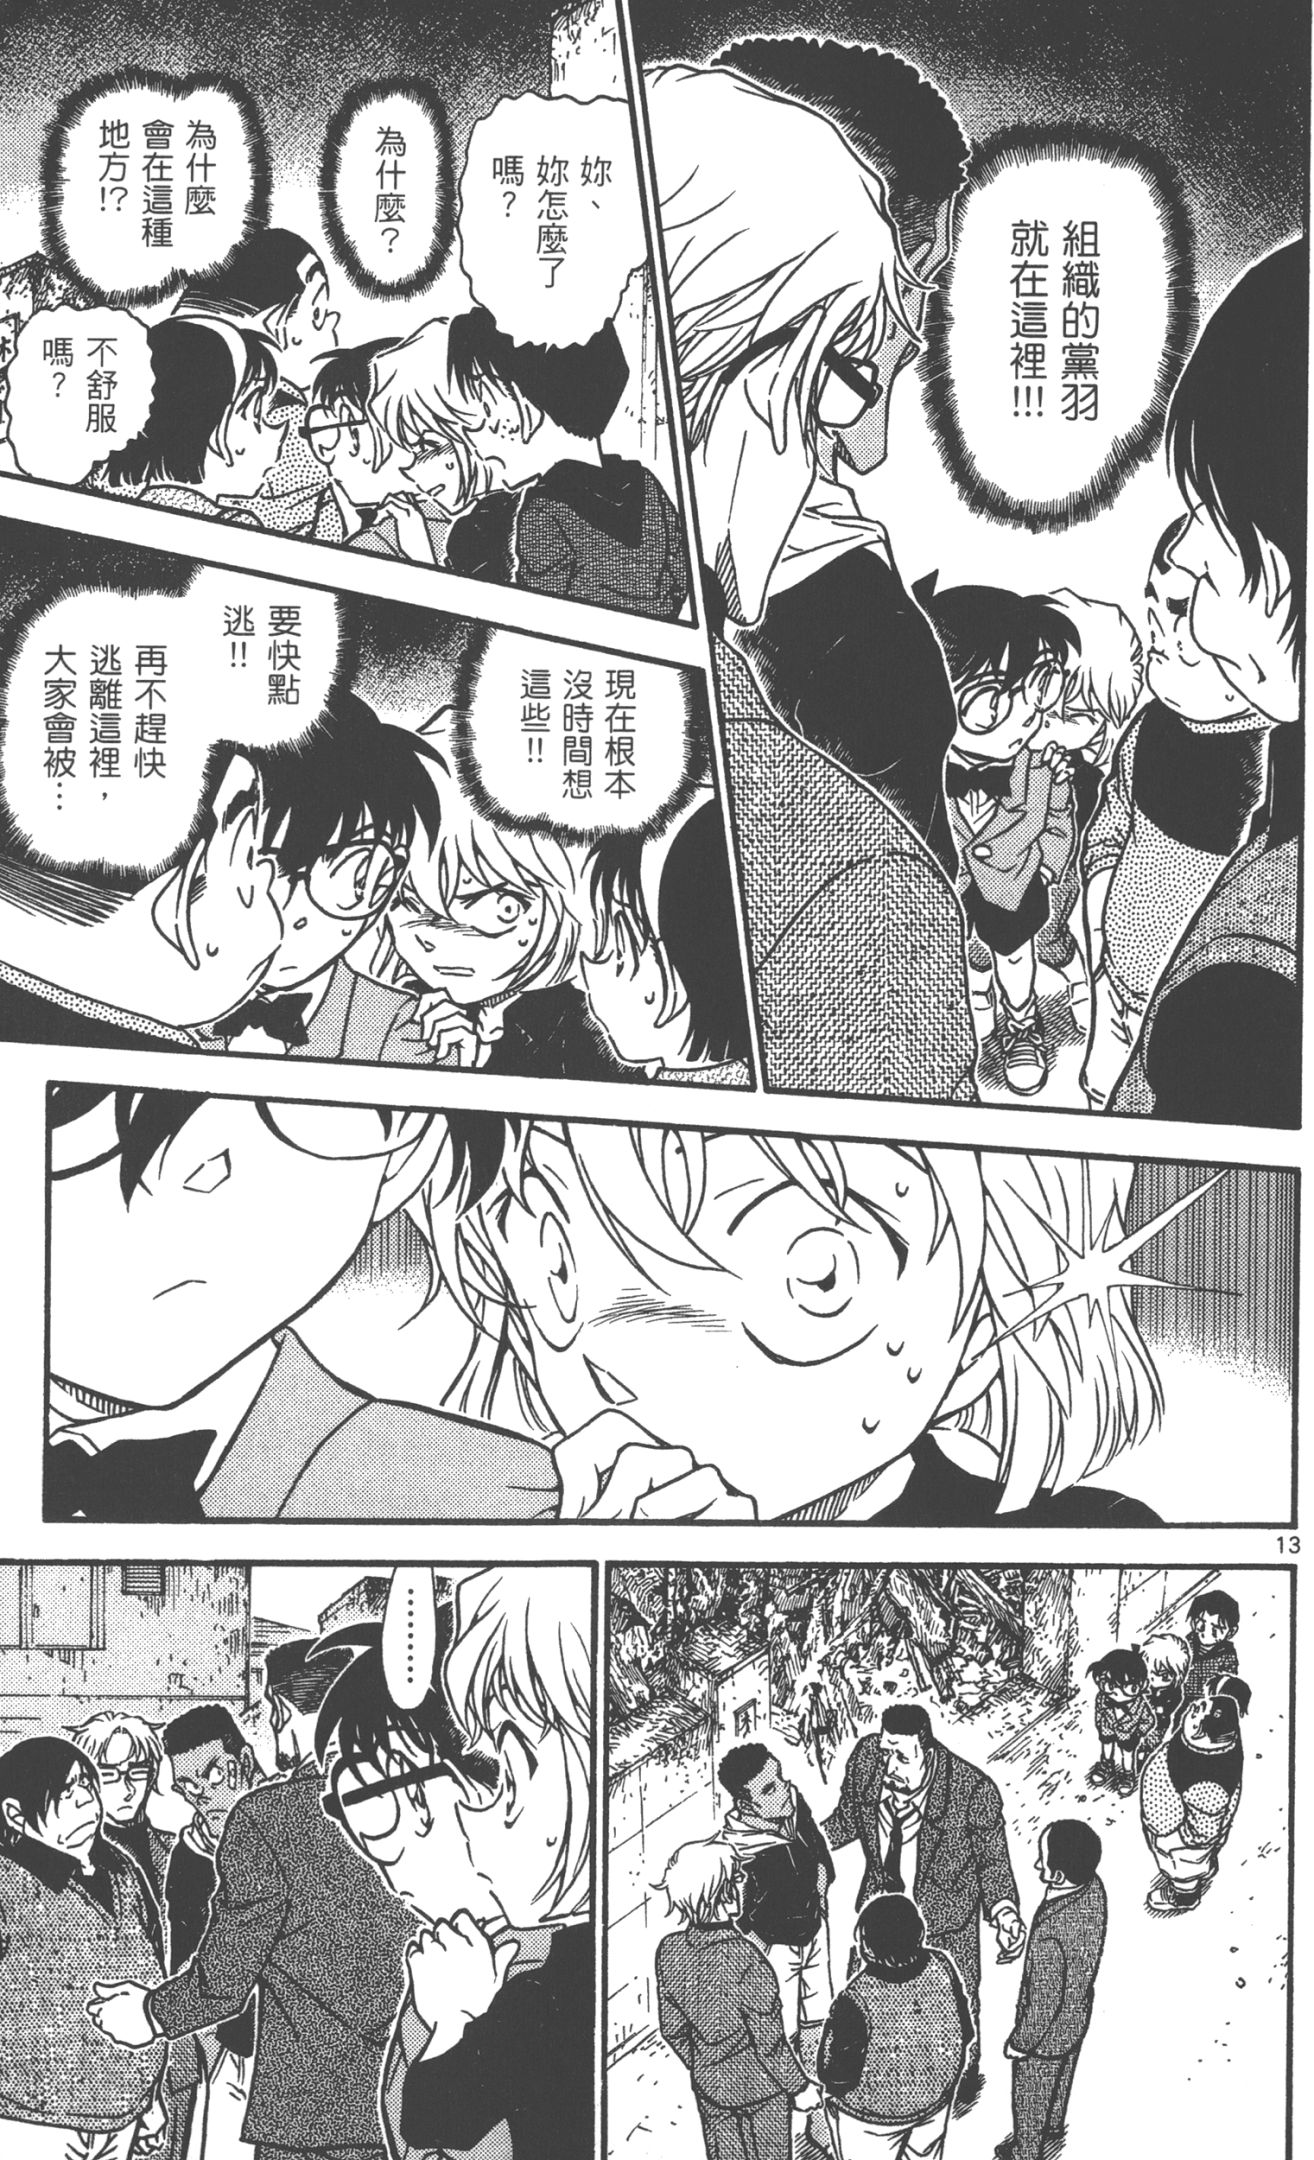 組織的黨羽
就在這裡!!!
妳、
妳怎麼了
嗎？
為什麼？
為什麼
會在這種
地方!?
不舒服
嗎？
現在根本
沒時間想
這些!!
要快點
逃!!
再不趕快
逃離這裡，
大家會被…
………
13